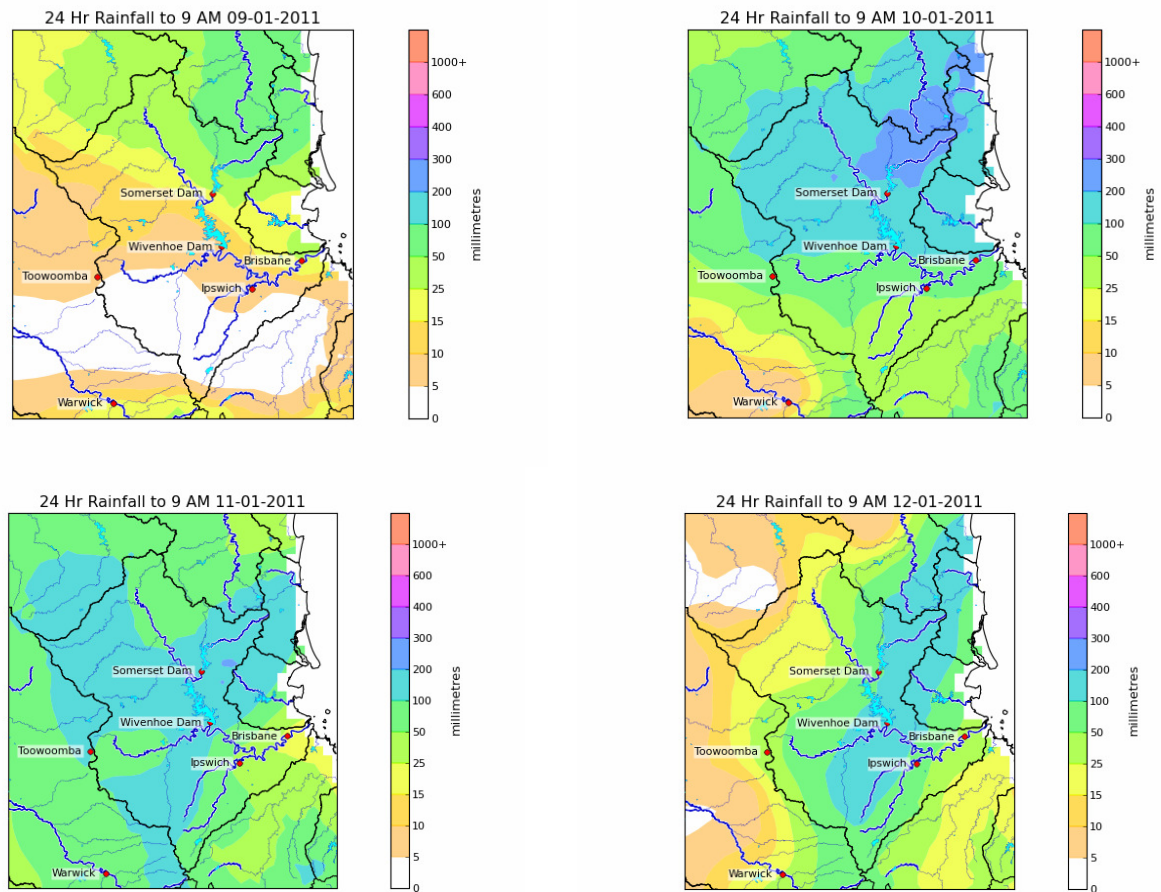 24 Hr Rainfall to 9 AM 09-01-2011
1000+
600
400
300
200
100
50
25
15
10
5
0
millimetres
Somerset Dam
Wivenhoe Dam
Brisbane
Toowoomba
Ipswich
Warwick
24 Hr Rainfall to 9 AM 10-01-2011
1000+
600
400
300
200
100
50
25
15
10
5
0
millimetres
Somerset Dam
Wivenhoe Dam
Brisbane
Toowoomba
Ipswich
Warwick
24 Hr Rainfall to 9 AM 11-01-2011
1000+
600
400
300
200
100
50
25
15
10
5
0
millimetres
Somerset Dam
Wivenhoe Dam
Brisbane
Toowoomba
Ipswich
Warwick
24 Hr Rainfall to 9 AM 12-01-2011
1000+
600
400
300
200
100
50
25
15
10
5
0
millimetres
Somerset Dam
Wivenhoe Dam
Brisbane
Toowoomba
Ipswich
Warwick